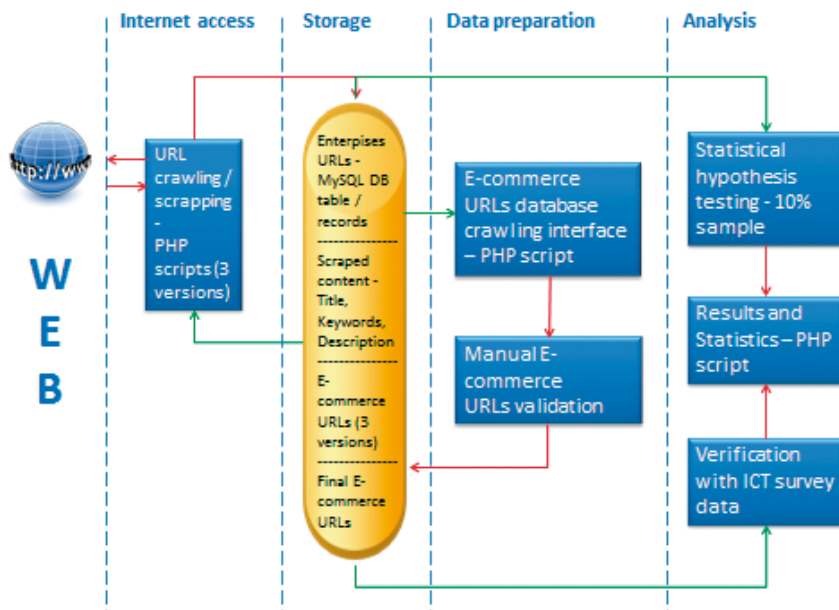 Internet access
Storage
Data preparation
Analysis
http://www
W
E
B
URL
crawling /
scrapping
-
PHP
scripts (3
versions)
Enterpises
URLs -
MySQL DB
table /
records
--------------
Scraped
content -
Title,
Keywords,
Description
--------------
E-
commerce
URLs (3
versions)
--------------
Final E-
commerce
URLs
E-commerce
URLs database
crawling interface
– PHP script
Manual E-
commerce
URLs validation
Statistical
hypothesis
testing - 10%
sample
Results and
Statistics – PHP
script
Verification
with ICT survey
data